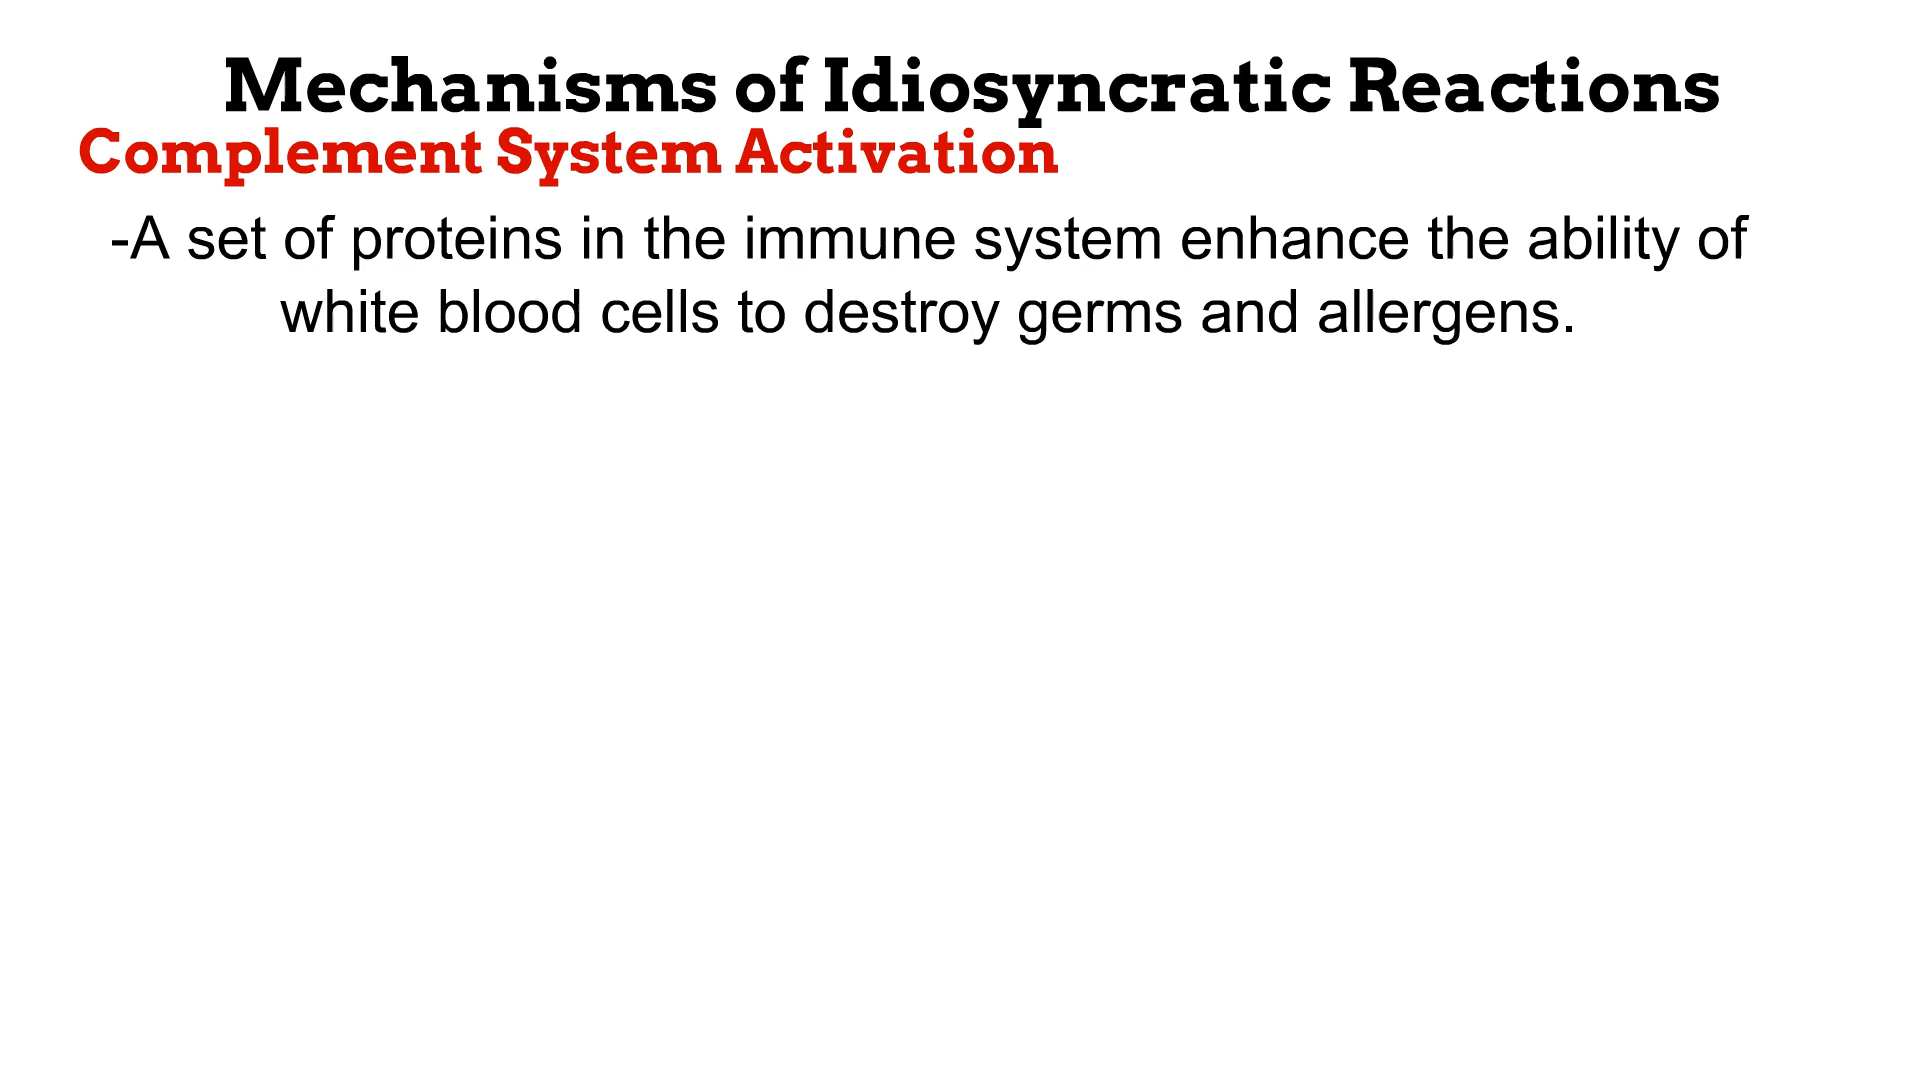 Mechanisms of Idiosyncratic Reactions
Complement System Activation
-A set of proteins in the immune system enhance the ability of
white blood cells to destroy germs and allergens.